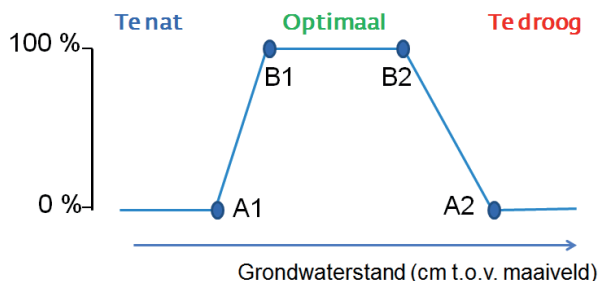 Te nat Optimaal Te droog
100 %
B1 B2
0 %
A1 A2
Grondwaterstand (cm t.o.v. maaiveld)